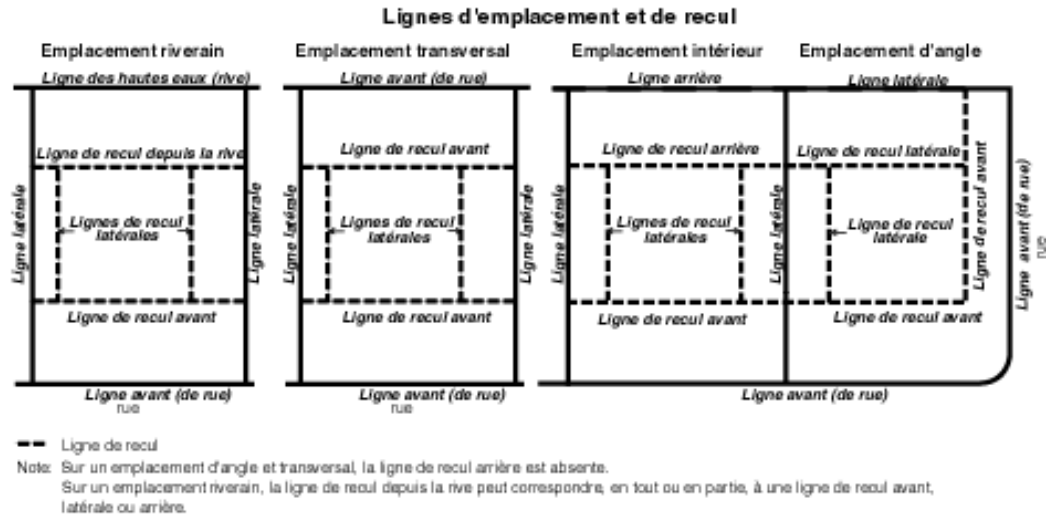 Lignes d'emplacement et de recul
Emplacement riverain
Ligne des hautes eaux (rive)
Ligne de recul depuis la rive
Ligne latérale
Lignes de recul
latérales
Ligne latérale
Ligne de recul avant
Ligne avant (de rue)
rue
Emplacement transversal
Ligne avant (de rue)
Ligne de recul avant
Ligne latérale
Lignes de recul
latérales
Ligne latérale
Ligne de recul avant
Ligne avant (de rue)
rue
Emplacement intérieur
Ligne arrière
Ligne de recul arrière
Ligne latérale
Lignes de recul
latérales
Ligne latérale
Ligne de recul avant
Emplacement d'angle
Ligne latérale
Ligne de recul latérale
Ligne de recul
latérale
Ligne de recul avant
Ligne avant (de rue)
rue
Ligne de recul avant
Ligne avant (de rue)
Ligne de recul
Note: Sur un emplacement d'angle et transversal, la ligne de recul arrière est absente.
Sur un emplacement riverain, la ligne de recul depuis la rive peut correspondre, en tout ou en partie, à une ligne de recul avant,
latérale ou arrière.